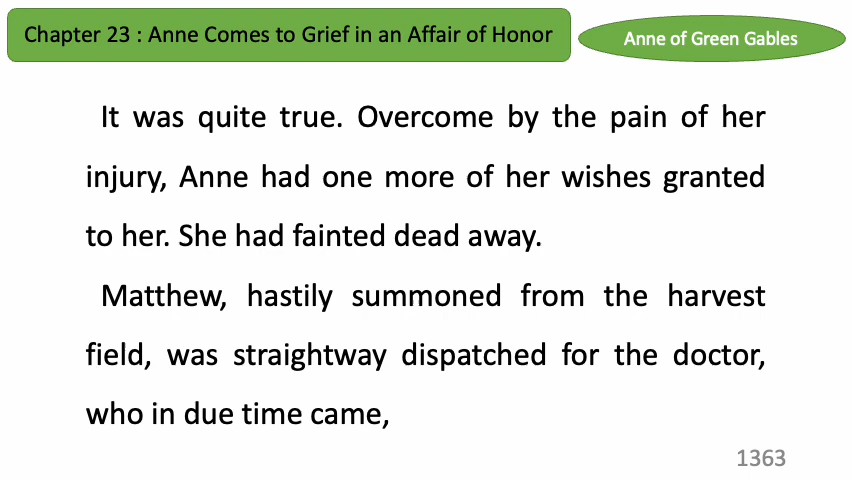 Chapter 23 : Anne Comes to Grief in an Affair of Honor
Anne of Green Gables
It was quite true. Overcome by the pain of her
injury, Anne had one more of her wishes granted
to her. She had fainted dead away.
Matthew, hastily summoned from the harvest
field, was straightway dispatched for the doctor,
who in due time came,
1363